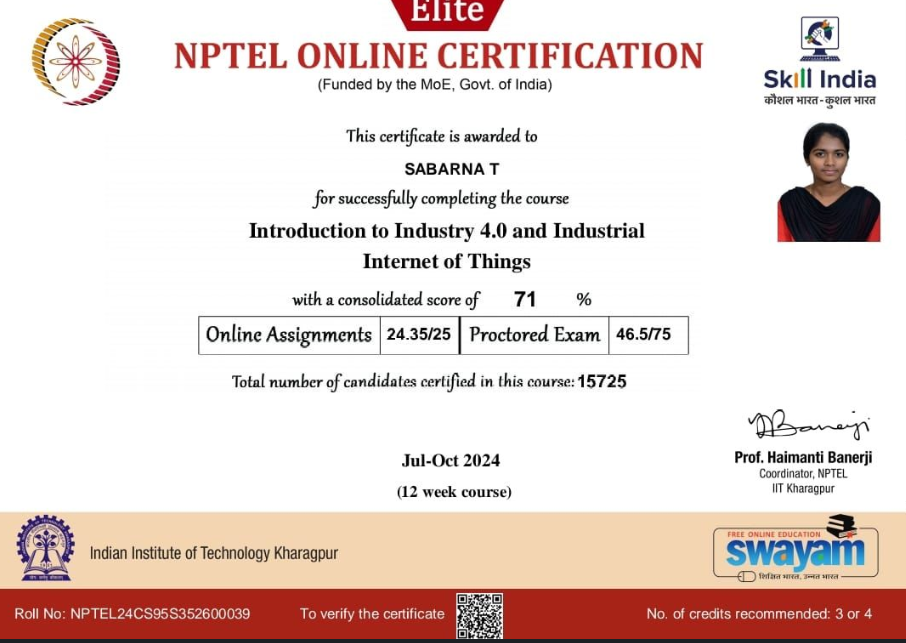 Elite
NPTEL ONLINE CERTIFICATION
(Funded by the MoE, Govt. of India)
Skill India
कौशल भारत - कुशल भारत
This certificate is awarded to
SABARNA T
for successfully completing the course
Introduction to Industry 4.0 and Industrial
Internet of Things
with a consolidated score of 71 %
Online Assignments 24.35/25 Proctored Exam 46.5/75
Total number of candidates certified in this course: 15725
Jul-Oct 2024
(12 week course)
Prof. Haimanti Banerji
Coordinator, NPTEL
IIT Kharagpur
Indian Institute of Technology Kharagpur
FREE ONLINE EDUCATION
swayam
शिक्षित भारत, उन्नत भारत
Roll No: NPTEL24CS95S352600039 To verify the certificate No. of credits recommended: 3 or 4